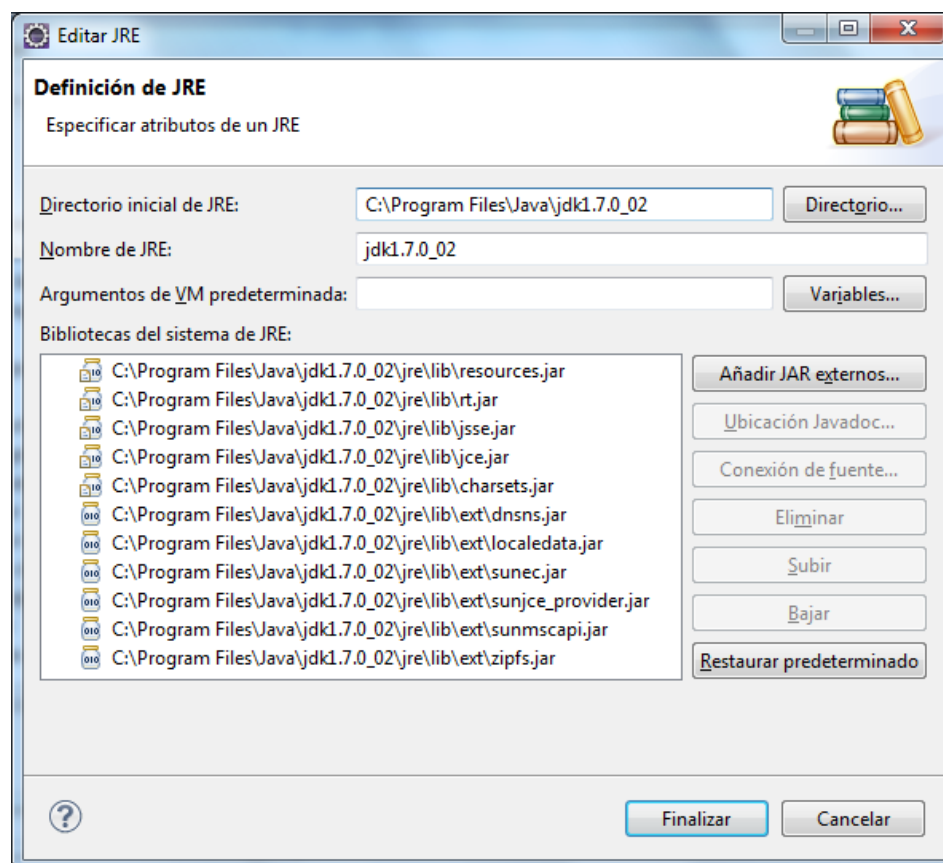 Editar JRE
Definición de JRE
Especificar atributos de un JRE
Directorio inicial de JRE: C:\Program Files\Java\jdk1.7.0_02 Directorio...
Nombre de JRE: jdk1.7.0_02
Argumentos de VM predeterminada: Variables...
Bibliotecas del sistema de JRE:
C:\Program Files\Java\jdk1.7.0_02\jre\lib\resources.jar
C:\Program Files\Java\jdk1.7.0_02\jre\lib\rt.jar
C:\Program Files\Java\jdk1.7.0_02\jre\lib\jsse.jar
C:\Program Files\Java\jdk1.7.0_02\jre\lib\jce.jar
C:\Program Files\Java\jdk1.7.0_02\jre\lib\charsets.jar
C:\Program Files\Java\jdk1.7.0_02\jre\lib\ext\dnsns.jar
C:\Program Files\Java\jdk1.7.0_02\jre\lib\ext\localedata.jar
C:\Program Files\Java\jdk1.7.0_02\jre\lib\ext\sunec.jar
C:\Program Files\Java\jdk1.7.0_02\jre\lib\ext\sunjce_provider.jar
C:\Program Files\Java\jdk1.7.0_02\jre\lib\ext\sunmscapi.jar
C:\Program Files\Java\jdk1.7.0_02\jre\lib\ext\zipfs.jar
Añadir JAR externos...
Ubicación Javadoc...
Conexión de fuente...
Eliminar
Subir
Bajar
Restaurar predeterminado
? Finalizar Cancelar